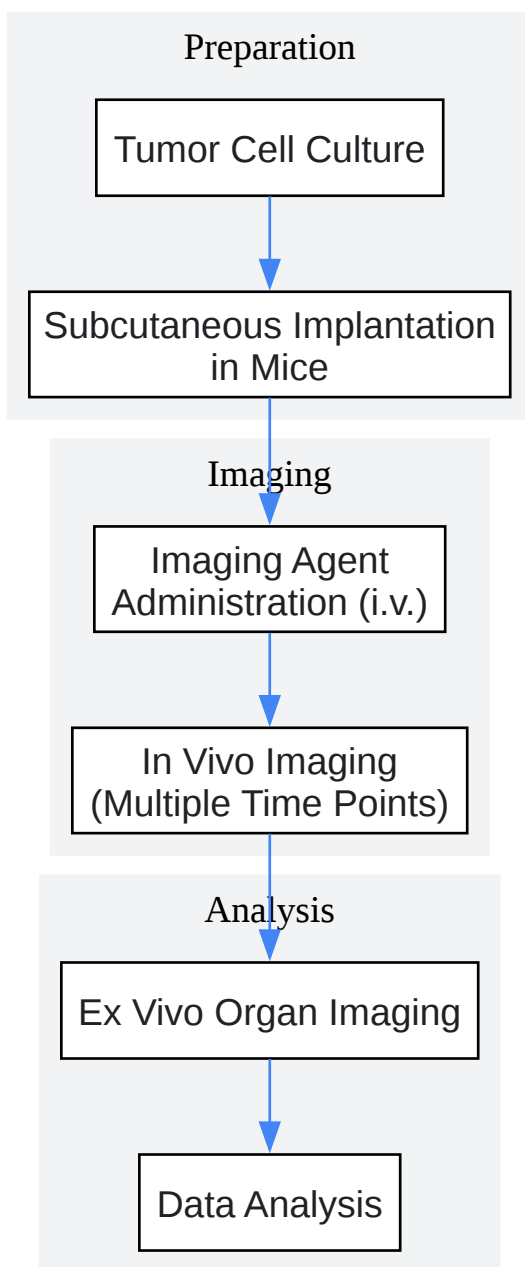 Preparation
Tumor Cell Culture
Subcutaneous Implantation
in Mice
Imaging
Imaging Agent
Administration (i.v.)
In Vivo Imaging
(Multiple Time Points)
Analysis
Ex Vivo Organ Imaging
Data Analysis